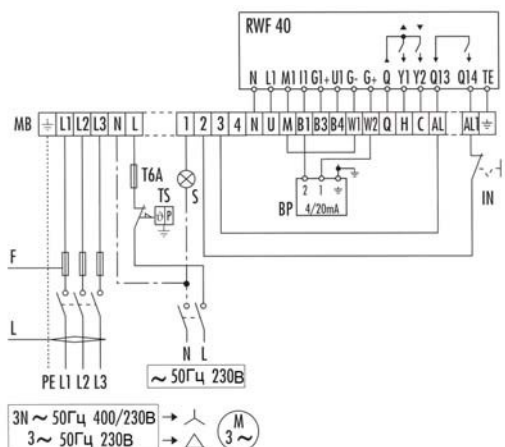 RWF 40
N L1 M1 I1 G1+ U1 G- G+ Q Y1 Y2 Q13 Q14 TE
MB L1 L2 L3 N L 1 2 3 4 N U M B1 B3 B4 W1 W2 Q H C AL AL1
T6A
TS
S
ϑ P
2 1
BP 4/20mA
IN
F
L
N L
PE L1 L2 L3
~ 50Гц 230В
3N ~ 50Гц 400/230В
3~ 50Гц 230В
M
3~